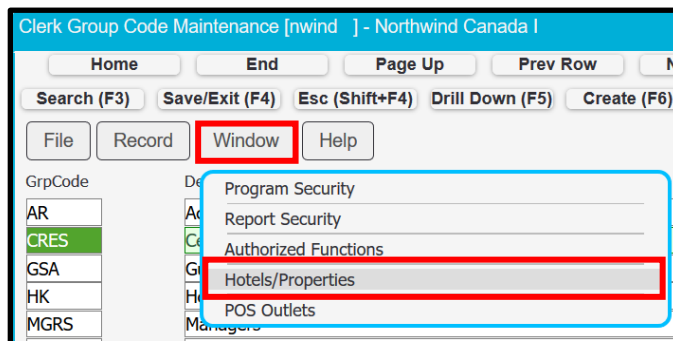 Clerk Group Code Maintenance [nwind ] - Northwind Canada I
Home End Page Up Prev Row
Search (F3) Save/Exit (F4) Esc (Shift+F4) Drill Down (F5) Create (F6)
File Record Window Help
GrpCode
Program Security
AR
Report Security
CRES
Authorized Functions
GSA
Hotels/Properties
HK
POS Outlets
MGRS Managers